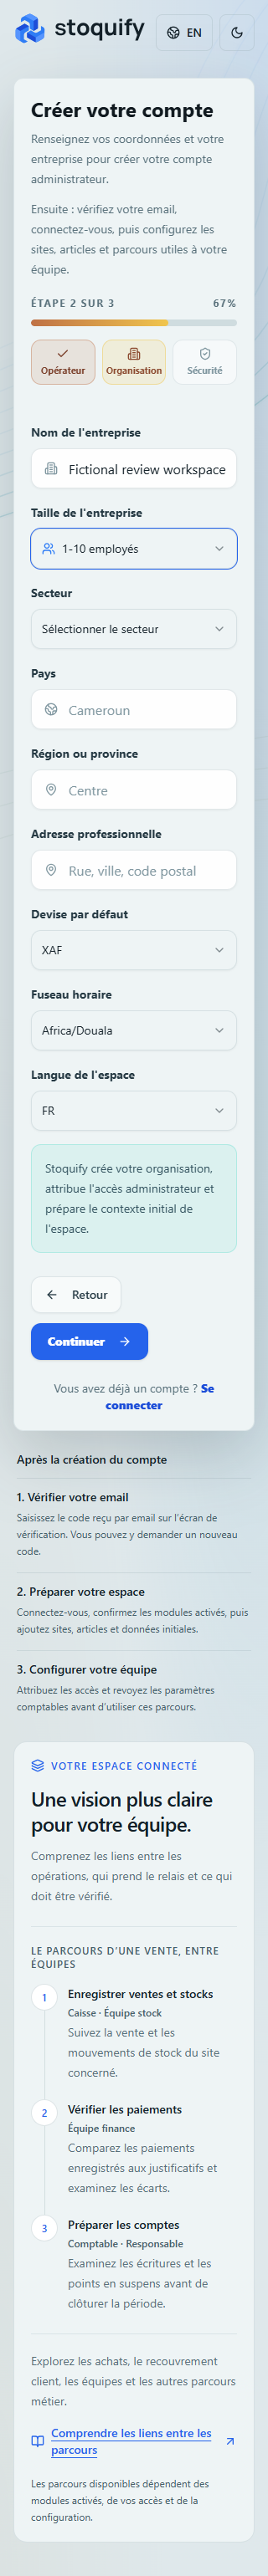 stoquify
EN
Créer votre compte
Renseignez vos coordonnées et votre
entreprise pour créer votre compte
administrateur.
Ensuite : vérifiez votre email,
connectez-vous, puis configurez les
sites, articles et parcours utiles à votre
équipe.
ÉTAPE 2 SUR 3
67%
Opérateur
Organisation
Sécurité
Nom de l'entreprise
Fictional review workspace
Taille de l'entreprise
1-10 employés
Secteur
Sélectionner le secteur
Pays
Cameroun
Région ou province
Centre
Adresse professionnelle
Rue, ville, code postal
Devise par défaut
XAF
Fuseau horaire
Africa/Douala
Langue de l'espace
FR
Stoquify crée votre organisation,
attribue l'accès administrateur et
prépare le contexte initial de
l'espace.
Retour
Continuer
Vous avez déjà un compte ? Se
connecter
Après la création du compte
1. Vérifier votre email
Saisissez le code reçu par email sur l'écran de
vérification. Vous pouvez y demander un nouveau
code.
2. Préparer votre espace
Connectez-vous, confirmez les modules activés, puis
ajoutez sites, articles et données initiales.
3. Configurer votre équipe
Attribuez les accès et revoyez les paramètres
comptables avant d'utiliser ces parcours.
VOTRE ESPACE CONNECTÉ
Une vision plus claire
pour votre équipe.
Comprenez les liens entre les
opérations, qui prend le relais et ce qui
doit être vérifié.
LE PARCOURS D'UNE VENTE, ENTRE
ÉQUIPES
1
Enregistrer ventes et stocks
Caisse · Équipe stock
Suivez la vente et les
mouvements de stock du site
concerné.
2
Vérifier les paiements
Équipe finance
Comparez les paiements
enregistrés aux justificatifs et
examinez les écarts.
3
Préparer les comptes
Comptable · Responsable
Examinez les écritures et les
points en suspens avant de
clôturer la période.
Explorez les achats, le recouvrement
client, les équipes et les autres parcours
métier.
Comprendre les liens entre les
parcours
Les parcours disponibles dépendent des
modules activés, de vos accès et de la
configuration.